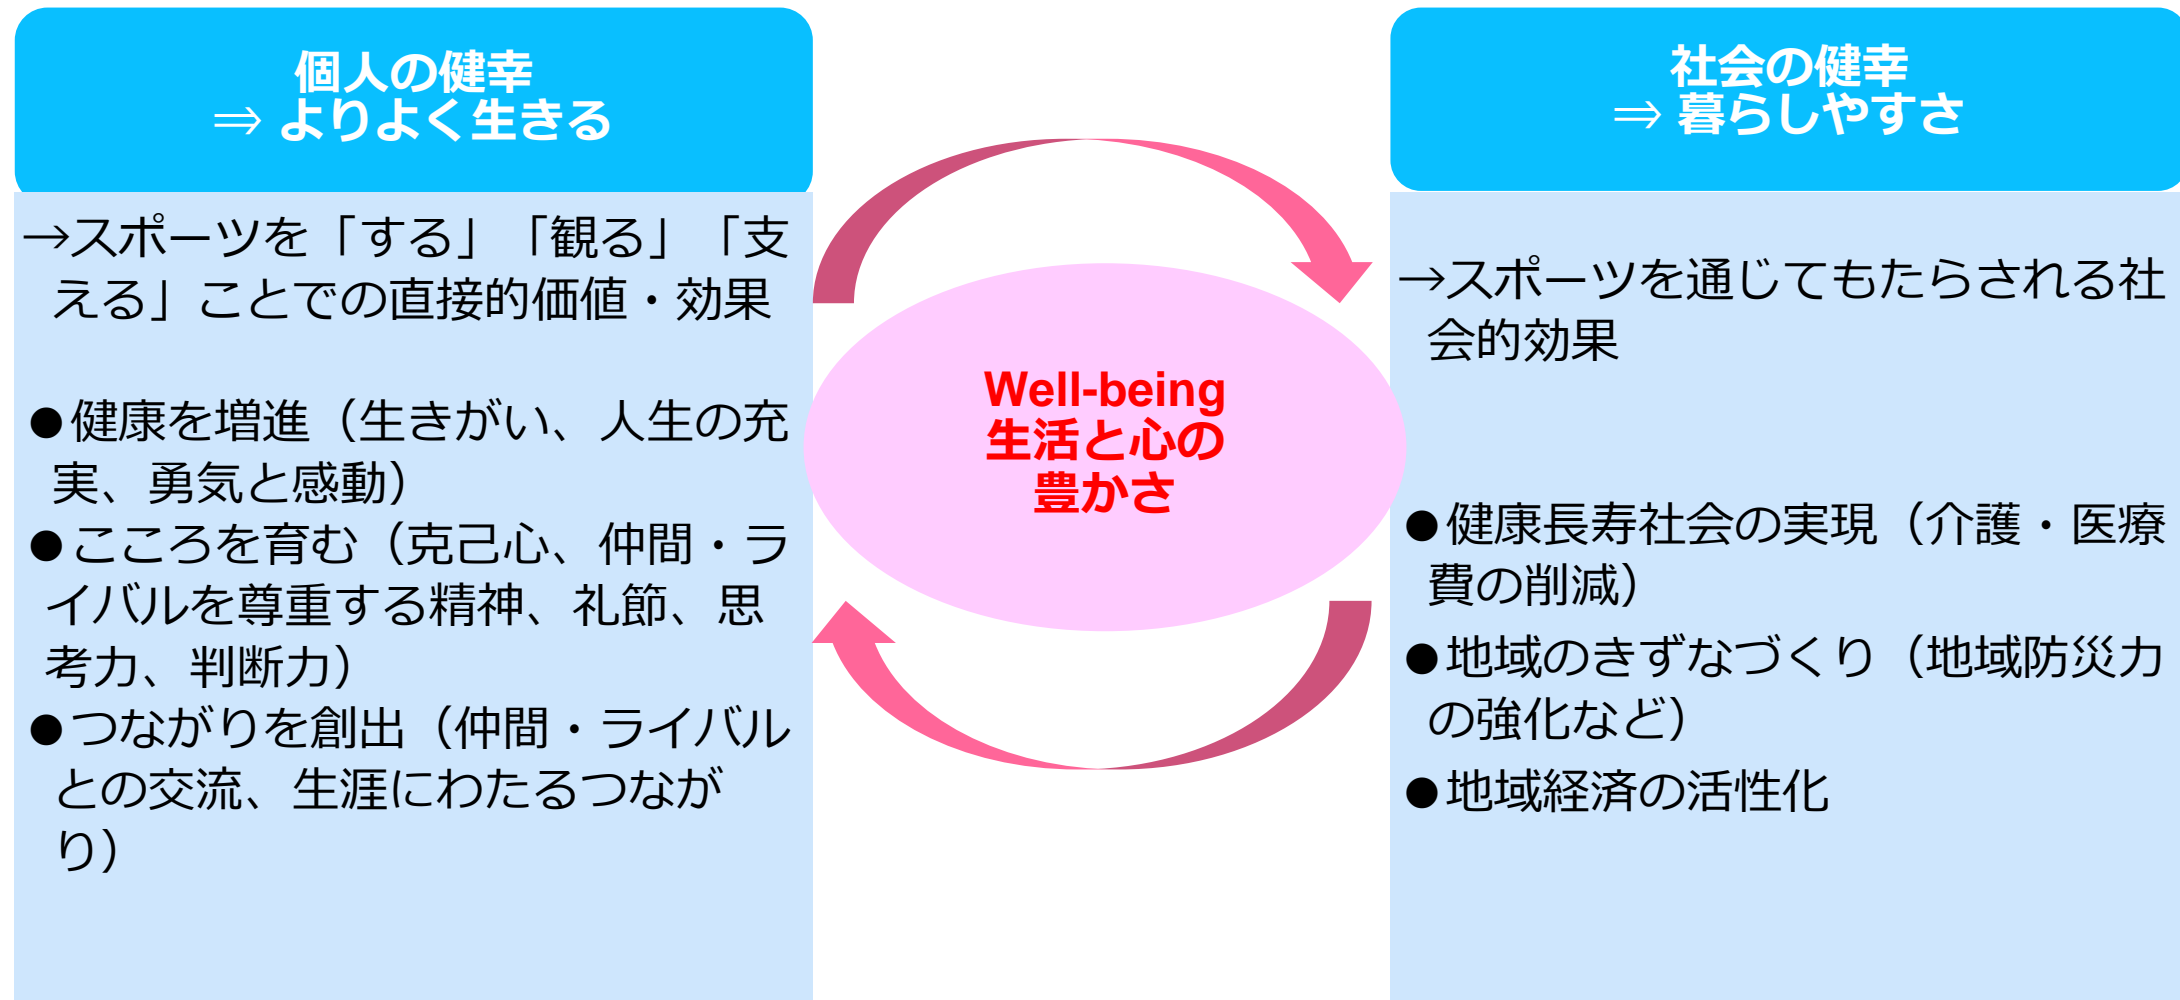 個人の健幸
⇒ よりよく生きる
→スポーツを「する」「観る」「支
える」ことでの直接的価値・効果
●健康を増進（生きがい、人生の充
実、勇気と感動）
●こころを育む（克己心、仲間・ラ
イバルを尊重する精神、礼節、思
考力、判断力）
●つながりを創出（仲間・ライバル
との交流、生涯にわたるつなが
り）
Well-being
生活と心の
豊かさ
社会の健幸
⇒ 暮らしやすさ
→スポーツを通じてもたらされる社
会的効果
●健康長寿社会の実現（介護・医療
費の削減）
●地域のきずなづくり（地域防災力
の強化など）
●地域経済の活性化